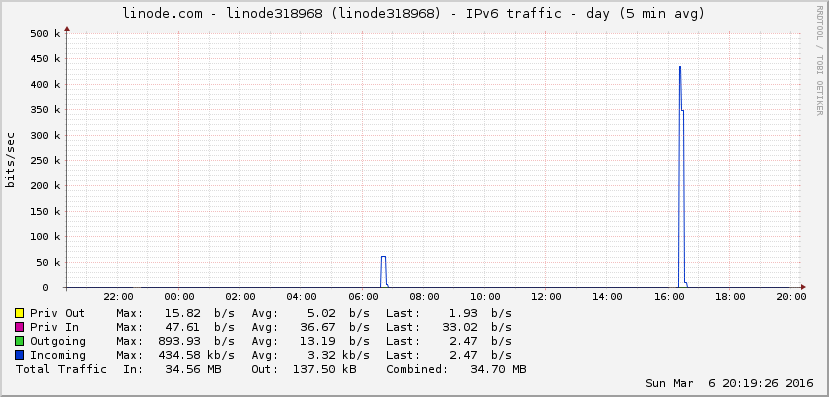 linode.com - linode318968 (linode318968) - IPv6 traffic - day (5 min avg)
RRDTOOL / TOBI OETIKER
bits/sec
500 k
450 k
400 k
350 k
300 k
250 k
200 k
150 k
100 k
50 k
0
22:00 00:00 02:00 04:00 06:00 08:00 10:00 12:00 14:00 16:00 18:00 20:00
Priv Out Max: 15.82 b/s Avg: 5.02 b/s Last: 1.93 b/s
Priv In Max: 47.61 b/s Avg: 36.67 b/s Last: 33.02 b/s
Outgoing Max: 893.93 b/s Avg: 13.19 b/s Last: 2.47 b/s
Incoming Max: 434.58 kb/s Avg: 3.32 kb/s Last: 2.47 b/s
Total Traffic In: 34.56 MB Out: 137.50 kB Combined: 34.70 MB
Sun Mar 6 20:19:26 2016